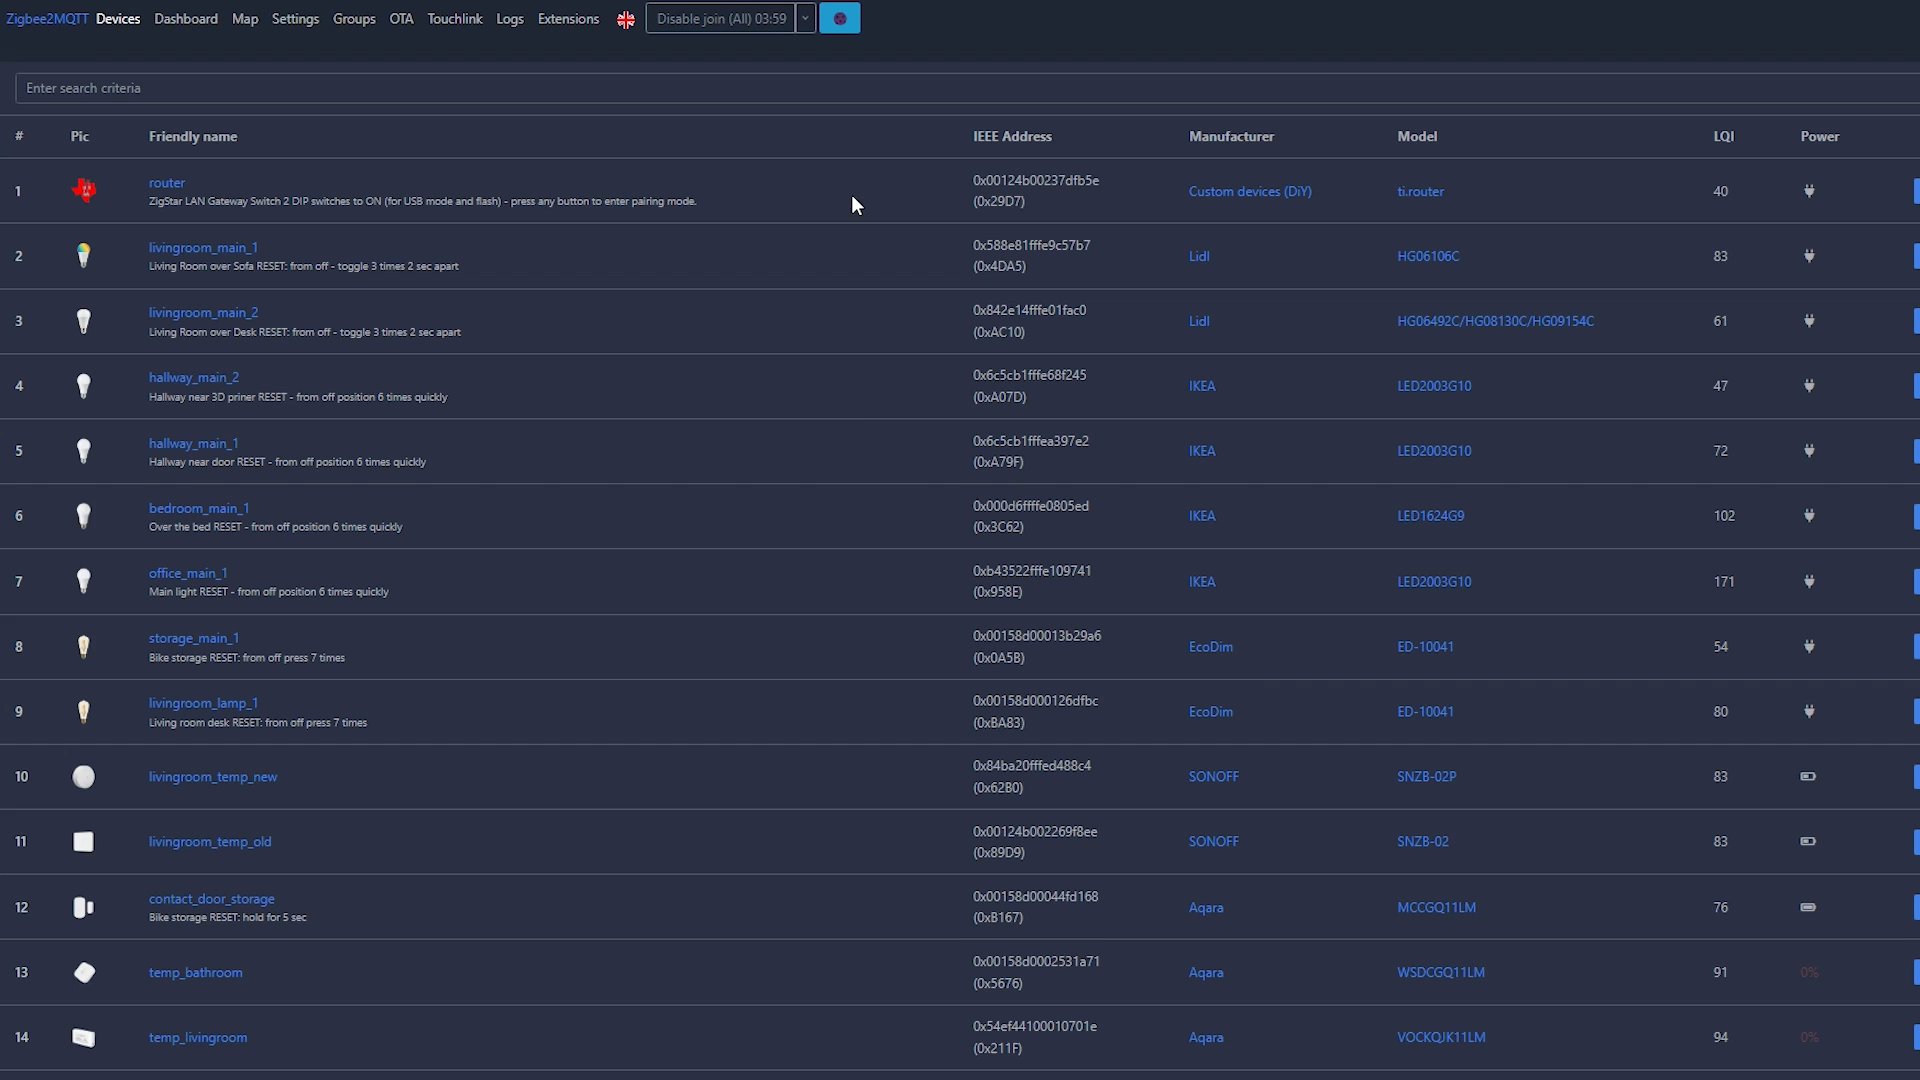 Zigbee2MQTT Devices Dashboard Map Settings Groups OTA Touchlink Logs Extensions Disable join (All) 03:59
Enter search criteria
# Pic Friendly name IEEE Address Manufacturer Model LQI Power
1 router 0x00124b00237dfb5e Custom devices (DiY) ti.router 40
ZigStar LAN Gateway Switch 2 DIP switches to ON (for USB mode and flash) - press any button to enter pairing mode. (0x29D7)
2 livingroom_main_1 0x588e81fffe9c57b7 Lidl HG06106C 83
Living Room over Sofa RESET: from off - toggle 3 times 2 sec apart (0x4DA5)
3 livingroom_main_2 0x842e14fffe01fac0 Lidl HG06492C/HG08130C/HG09154C 61
Living Room over Desk RESET: from off - toggle 3 times 2 sec apart (0xAC10)
4 hallway_main_2 0x6c5cb1fffe68f245 IKEA LED2003G10 47
Hallway near 3D priner RESET - from off position 6 times quickly (0xA07D)
5 hallway_main_1 0x6c5cb1fffea397e2 IKEA LED2003G10 72
Hallway near door RESET - from off position 6 times quickly (0xA79F)
6 bedroom_main_1 0x000d6ffffe0805ed IKEA LED1624G9 102
Over the bed RESET - from off position 6 times quickly (0x3C62)
7 office_main_1 0xb43522fffe109741 IKEA LED2003G10 171
Main light RESET - from off position 6 times quickly (0x958E)
8 storage_main_1 0x00158d00013b29a6 EcoDim ED-10041 54
Bike storage RESET: from off press 7 times (0x0A5B)
9 livingroom_lamp_1 0x00158d000126dfbc EcoDim ED-10041 80
Living room desk RESET: from off press 7 times (0xBA83)
10 livingroom_temp_new 0x84ba20fffed488c4 SONOFF SNZB-02P 83
(0x62B0)
11 livingroom_temp_old 0x00124b002269f8ee SONOFF SNZB-02 83
(0x89D9)
12 contact_door_storage 0x00158d00044fd168 Aqara MCCGQ11LM 76
Bike storage RESET: hold for 5 sec (0xB167)
13 temp_bathroom 0x00158d0002531a71 Aqara WSDCGQ11LM 91 0%
(0x5676)
14 temp_livingroom 0x54ef44100010701e Aqara VOCKQJK11LM 94 0%
(0x211F)